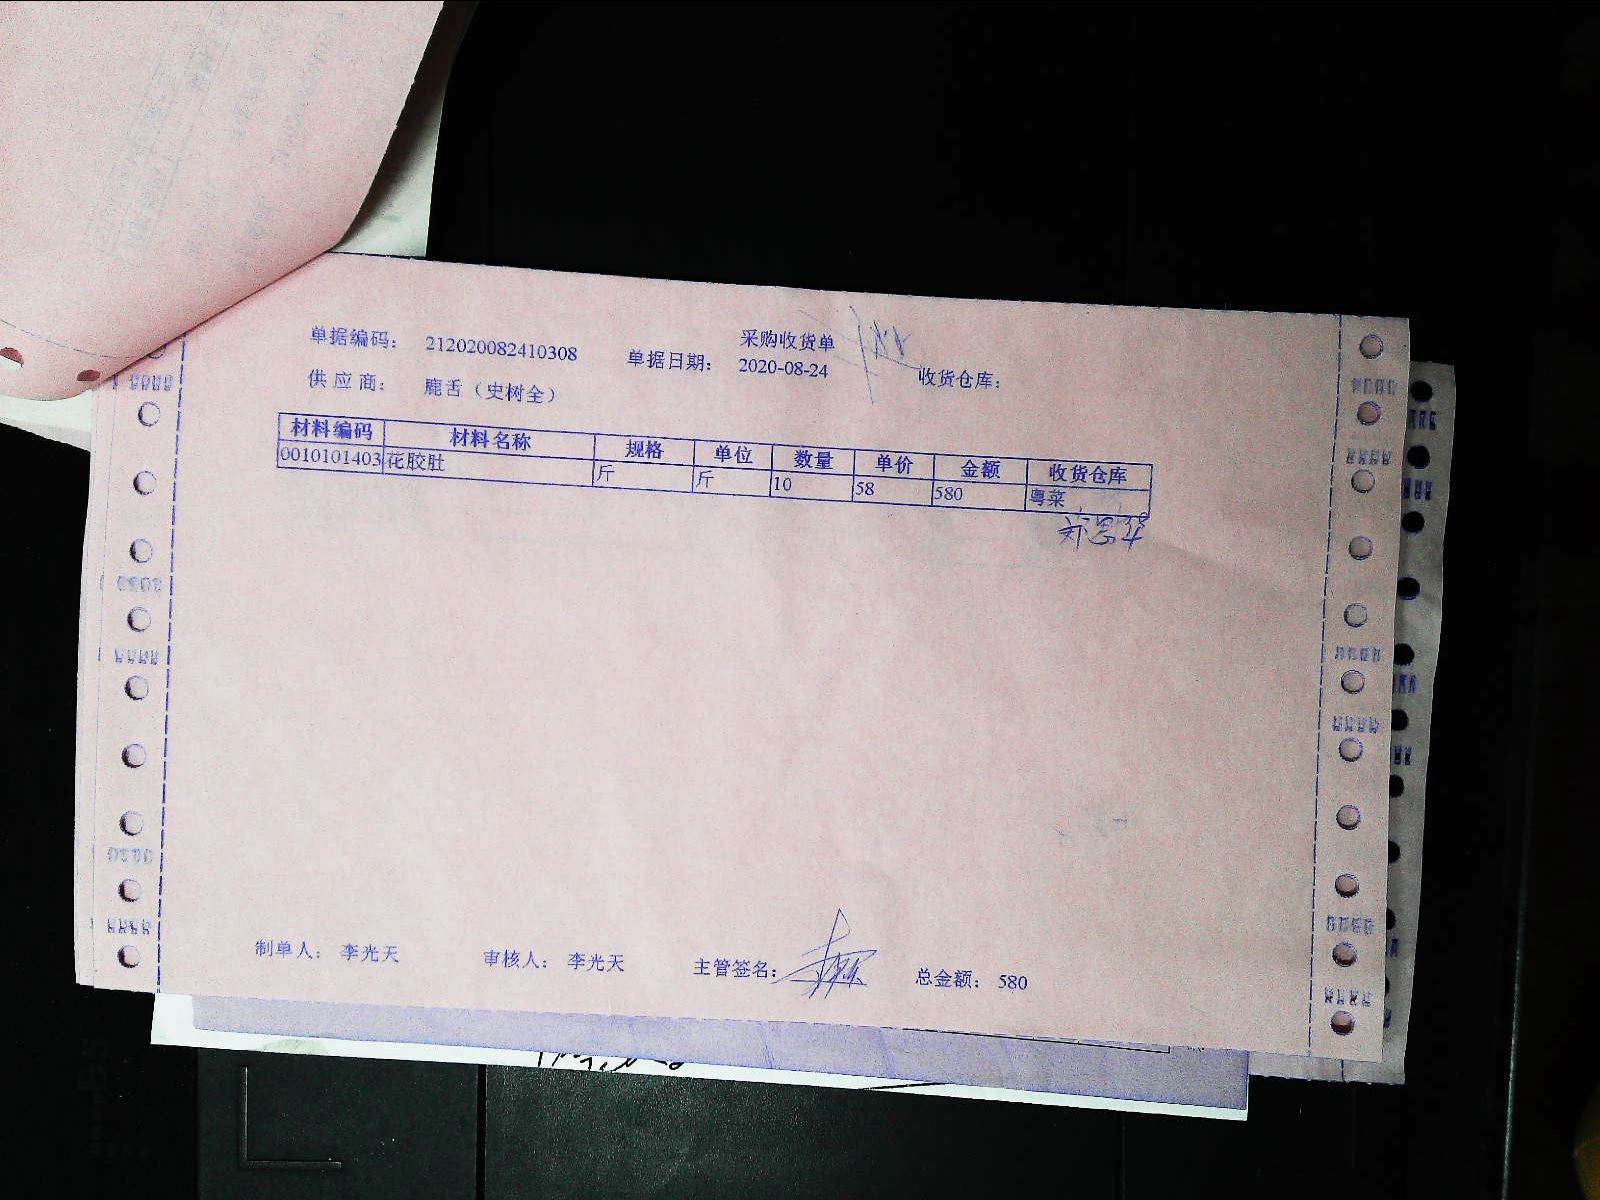 采购收货单
单据编码： 212020082410308 单据日期： 2020-08-24 收货仓库：
供 应 商： 鹿舌（史树全）
材料编码 材料名称 规格 单位 数量 单价 金额 收货仓库
0010101403 花胶肚 斤 斤 10 58 580 粤菜
制单人： 李光天 审核人： 李光天 主管签名： 总金额： 580